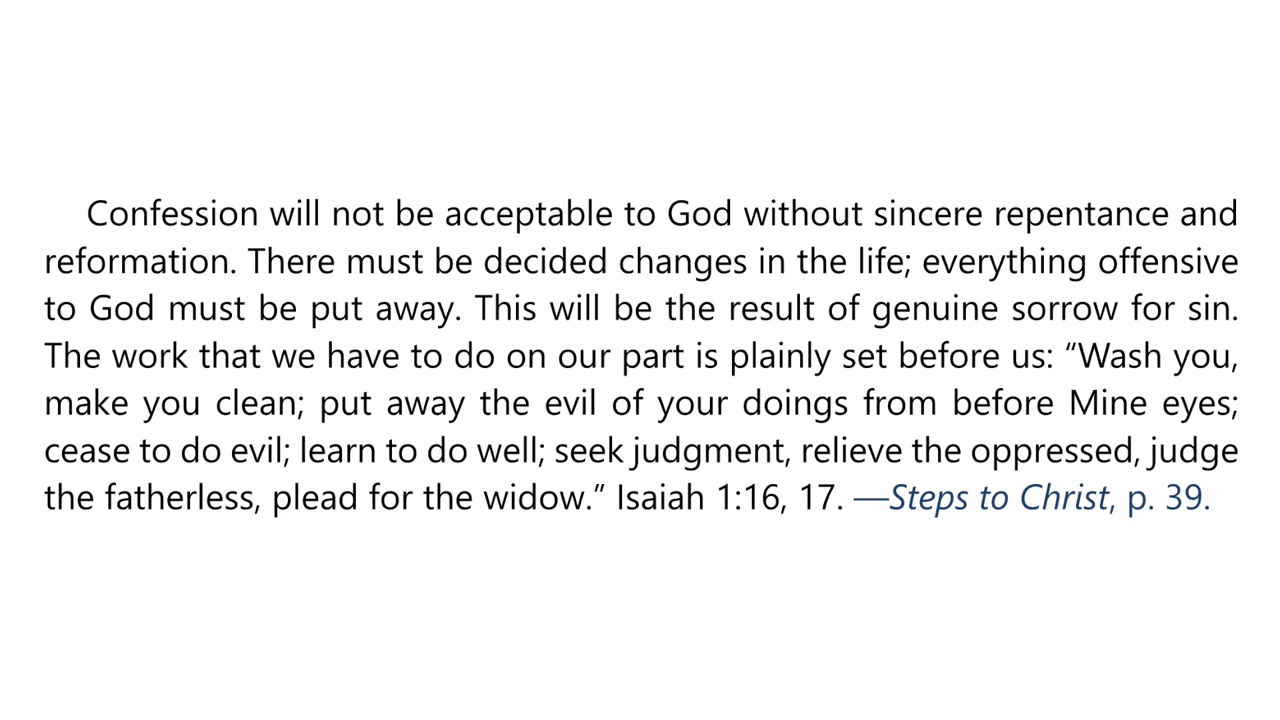 Confession will not be acceptable to God without sincere repentance and
reformation. There must be decided changes in the life; everything offensive
to God must be put away. This will be the result of genuine sorrow for sin.
The work that we have to do on our part is plainly set before us: “Wash you,
make you clean; put away the evil of your doings from before Mine eyes;
cease to do evil; learn to do well; seek judgment, relieve the oppressed, judge
the fatherless, plead for the widow.” Isaiah 1:16, 17. —Steps to Christ, p. 39.